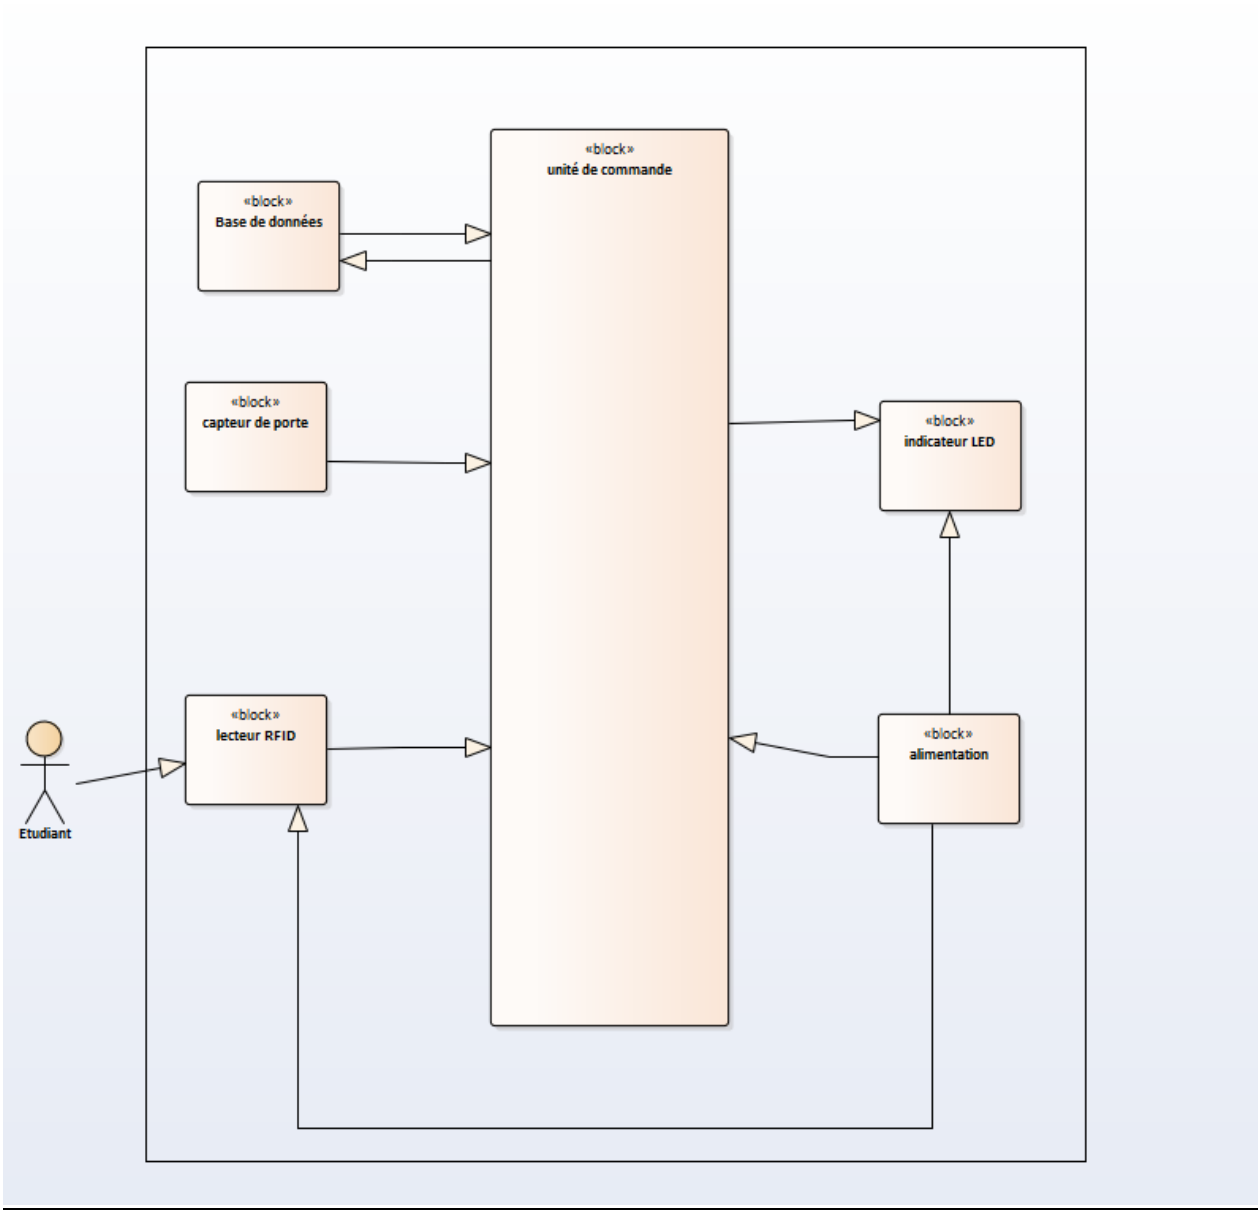 «block»
unité de commande
«block»
Base de données
«block»
capteur de porte
«block»
indicateur LED
«block»
lecteur RFID
«block»
alimentation
Etudiant